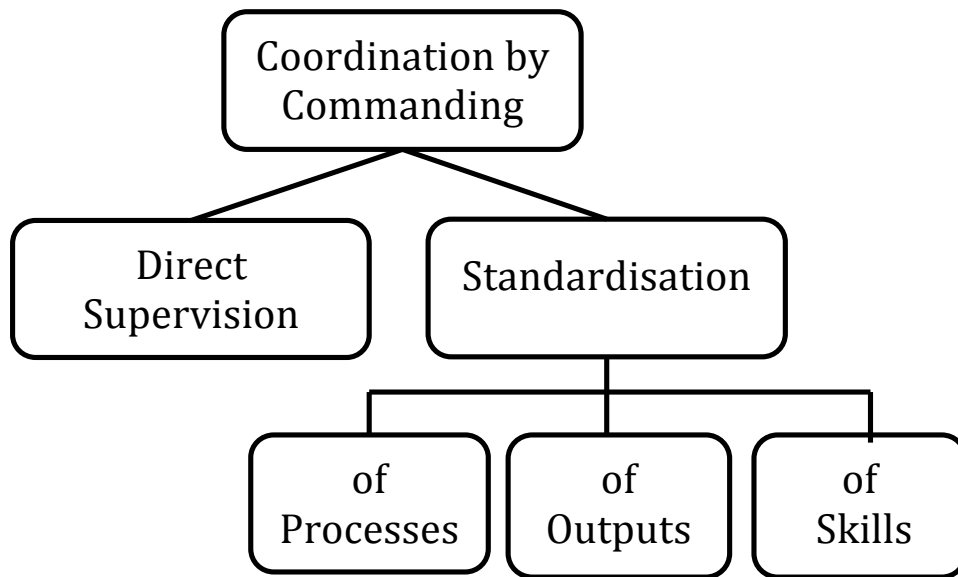 Coordination by
Commanding
Direct
Supervision
Standardisation
of
Processes
of
Outputs
of
Skills